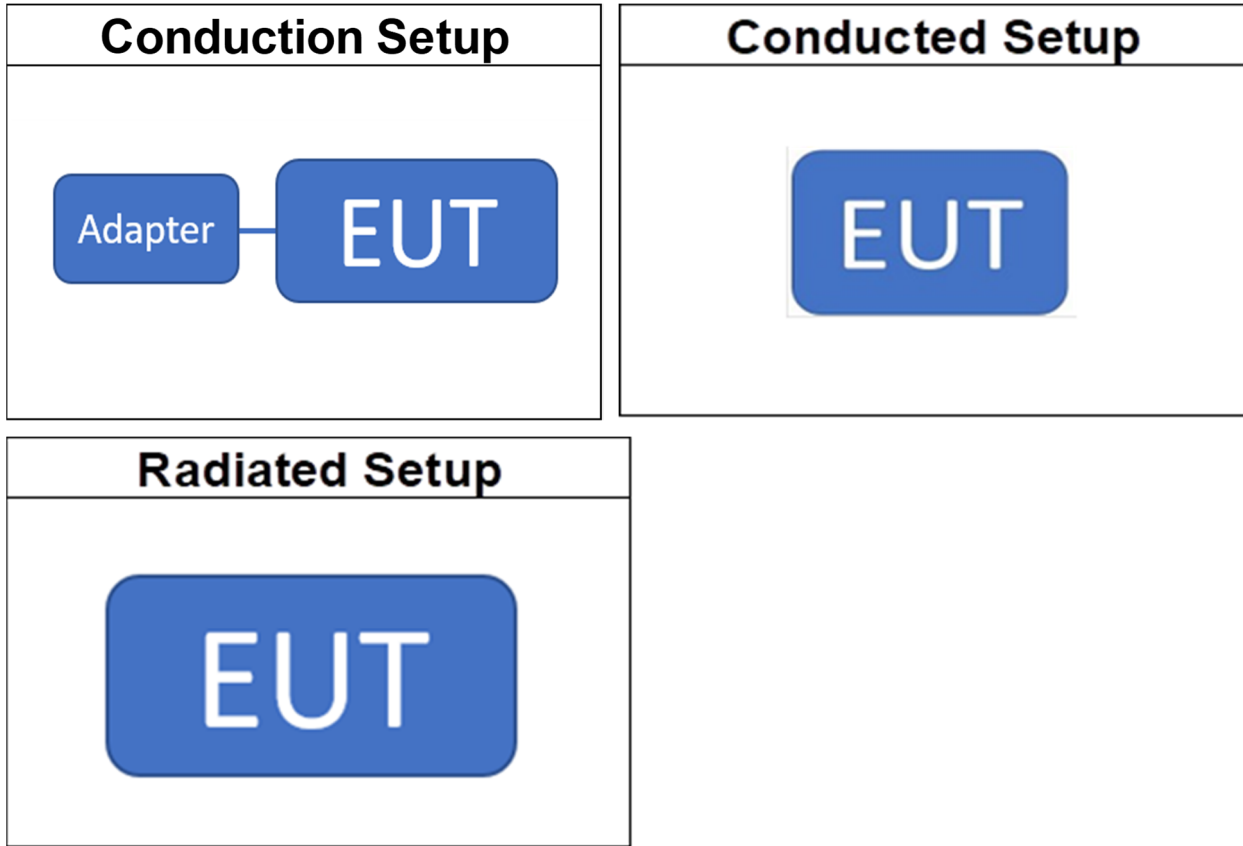 Conduction Setup
Adapter
EUT
Conducted Setup
EUT
Radiated Setup
EUT